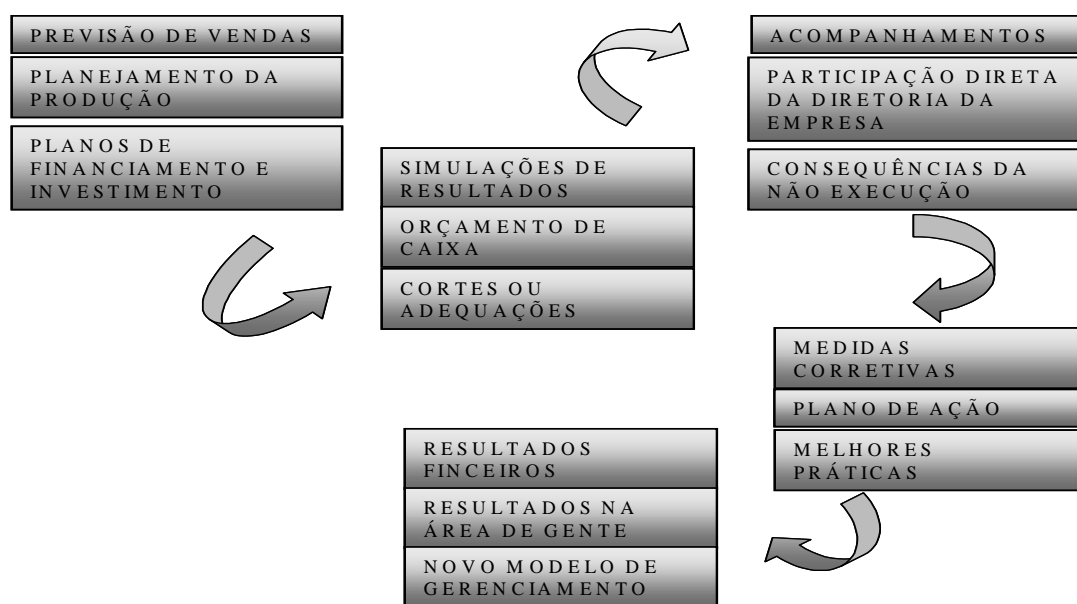 PREVISÃO DE VENDAS
PLANEJAMENTO DA
PRODUÇÃO
PLANOS DE
FINANCIAMENTO E
INVESTIMENTO
SIMULAÇÕES DE
RESULTADOS
ORÇAMENTO DE
CAIXA
CORTES OU
ADEQUAÇÕES
ACOMPANHAMENTOS
PARTICIPAÇÃO DIRETA
DA DIRETORIA DA
EMPRESA
CONSEQUÊNCIAS DA
NÃO EXECUÇÃO
MEDIDAS
CORRETIVAS
PLANO DE AÇÃO
MELHORES
PRÁTICAS
RESULTADOS
FINCEIROS
RESULTADOS NA
ÁREA DE GENTE
NOVO MODELO DE
GERENCIAMENTO